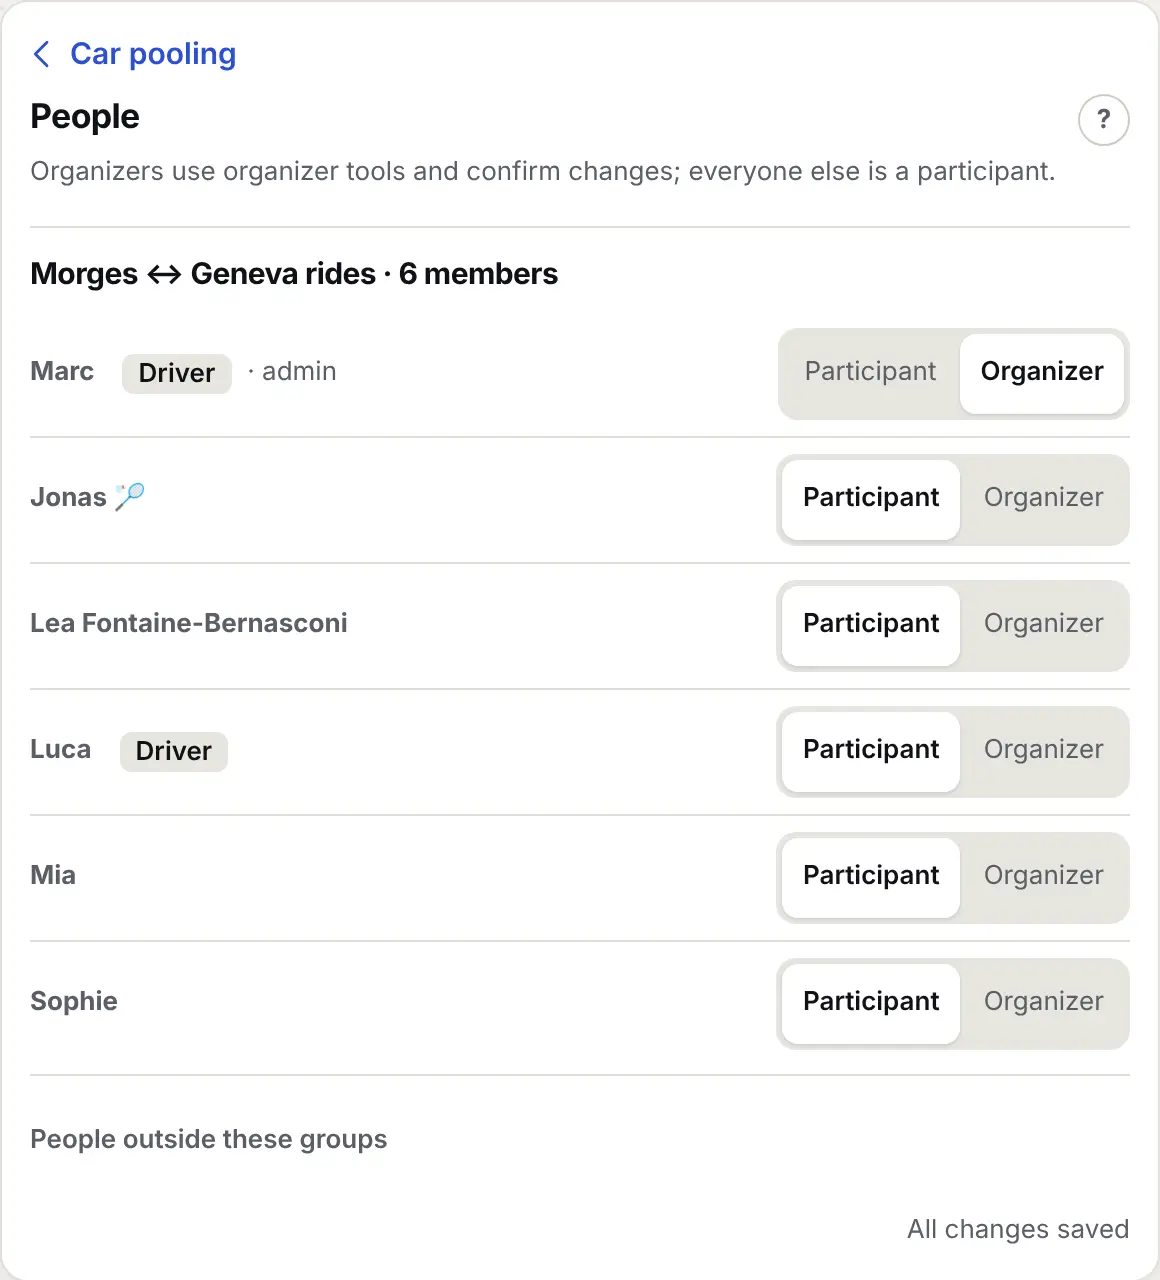 Car pooling
People
?
Organizers use organizer tools and confirm changes; everyone else is a participant.
Morges ↔ Geneva rides · 6 members
Marc Driver · admin Participant Organizer
Jonas 🏸 Participant Organizer
Lea Fontaine-Bernasconi Participant Organizer
Luca Driver Participant Organizer
Mia Participant Organizer
Sophie Participant Organizer
People outside these groups
All changes saved